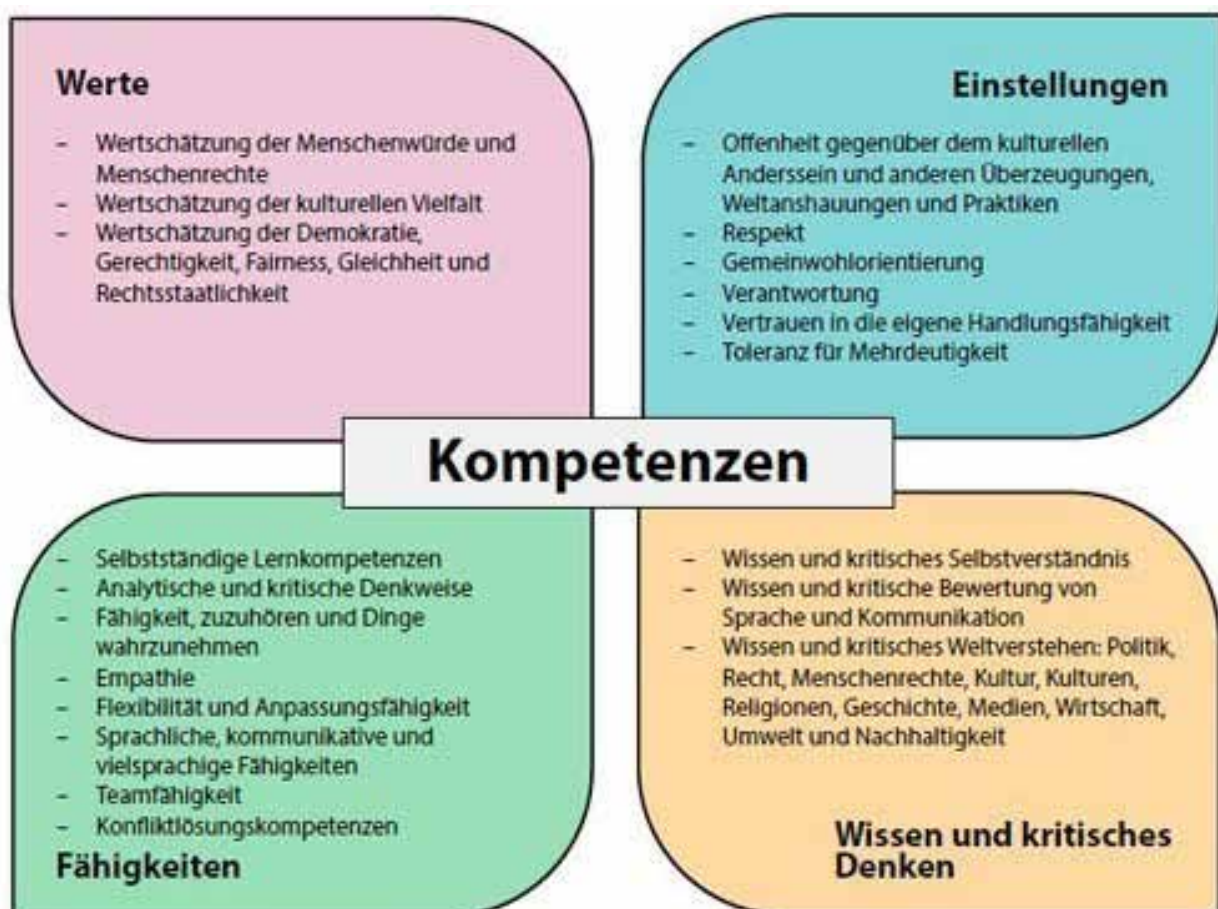 Werte
– Wertschätzung der Menschenwürde und
Menschenrechte
– Wertschätzung der kulturellen Vielfalt
– Wertschätzung der Demokratie,
Gerechtigkeit, Fairness, Gleichheit und
Rechtsstaatlichkeit
Einstellungen
– Offenheit gegenüber dem kulturellen
Anderssein und anderen Überzeugungen,
Weltanshauungen und Praktiken
– Respekt
– Gemeinwohlorientierung
– Verantwortung
– Vertrauen in die eigene Handlungsfähigkeit
– Toleranz für Mehrdeutigkeit
Kompetenzen
– Selbstständige Lernkompetenzen
– Analytische und kritische Denkweise
– Fähigkeit, zuzuhören und Dinge
wahrzunehmen
– Empathie
– Flexibilität und Anpassungsfähigkeit
– Sprachliche, kommunikative und
vielsprachige Fähigkeiten
– Teamfähigkeit
– Konfliktlösungskompetenzen
Fähigkeiten
– Wissen und kritisches Selbstverständnis
– Wissen und kritische Bewertung von
Sprache und Kommunikation
– Wissen und kritisches Weltverstehen: Politik,
Recht, Menschenrechte, Kultur, Kulturen,
Religionen, Geschichte, Medien, Wirtschaft,
Umwelt und Nachhaltigkeit
Wissen und kritisches
Denken